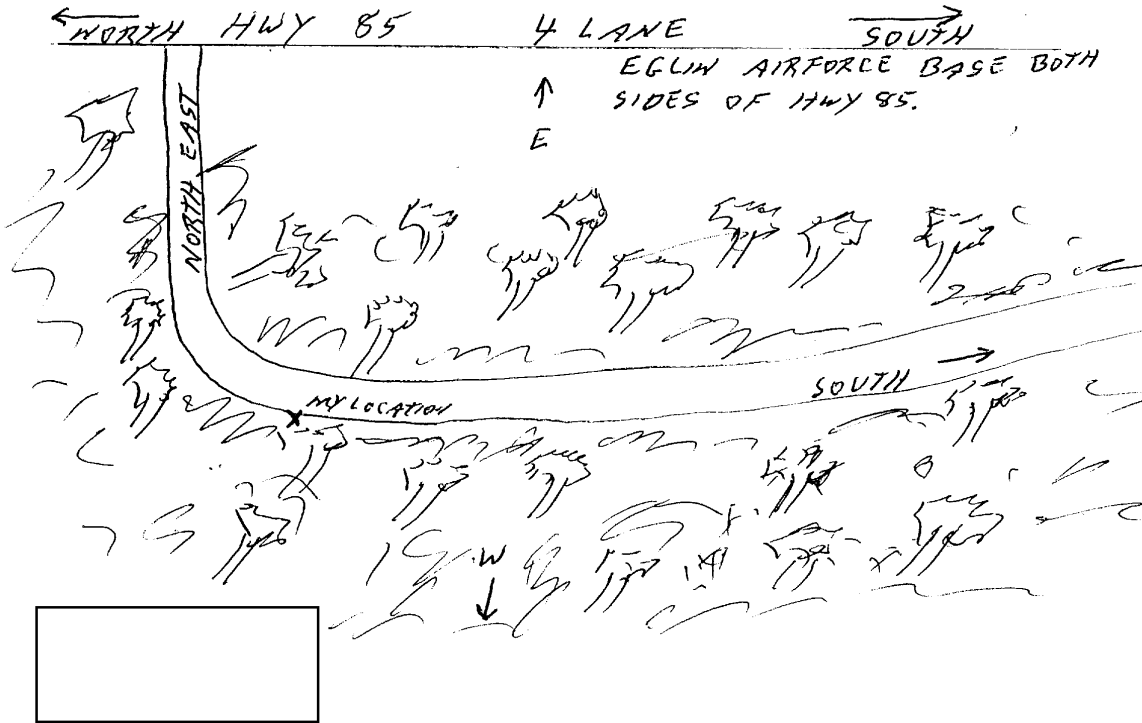 NORTH HWY 85 4 LANE SOUTH
EGLIN AIRFORCE BASE BOTH
SIDES OF HWY 85.
E
NORTH EAST
MY LOCATION
SOUTH
W